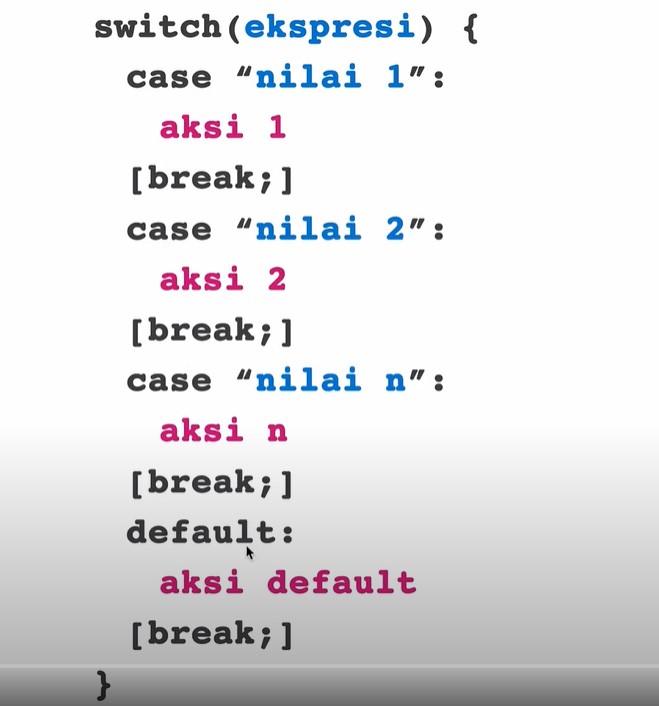 switch(ekspresi) {
case “nilai 1”:
aksi 1
[break;]
case “nilai 2”:
aksi 2
[break;]
case “nilai n”:
aksi n
[break;]
default:
aksi default
[break;]
}